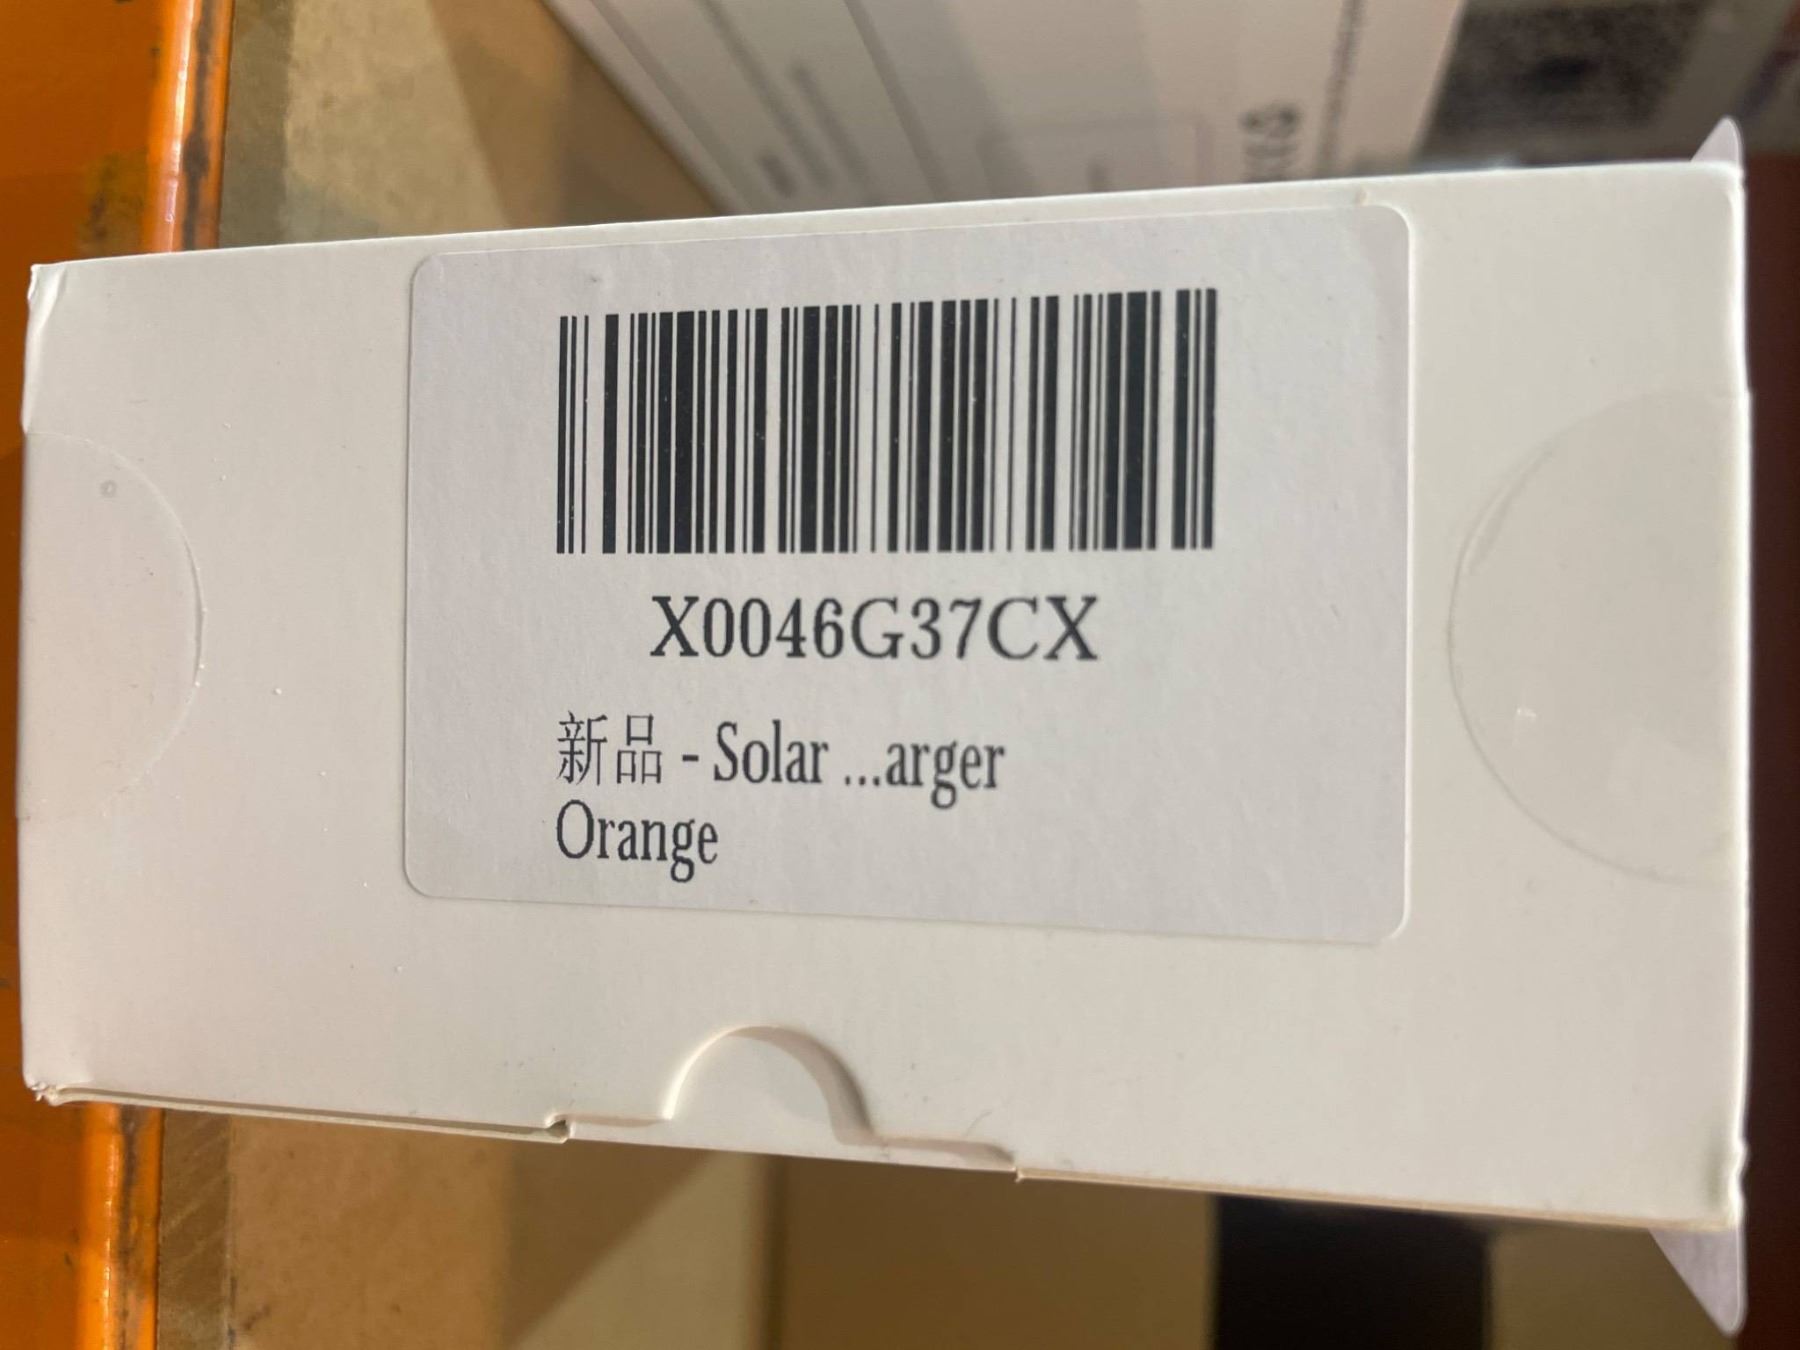 X0046G37CX
新品 - Solar ...arger
Orange